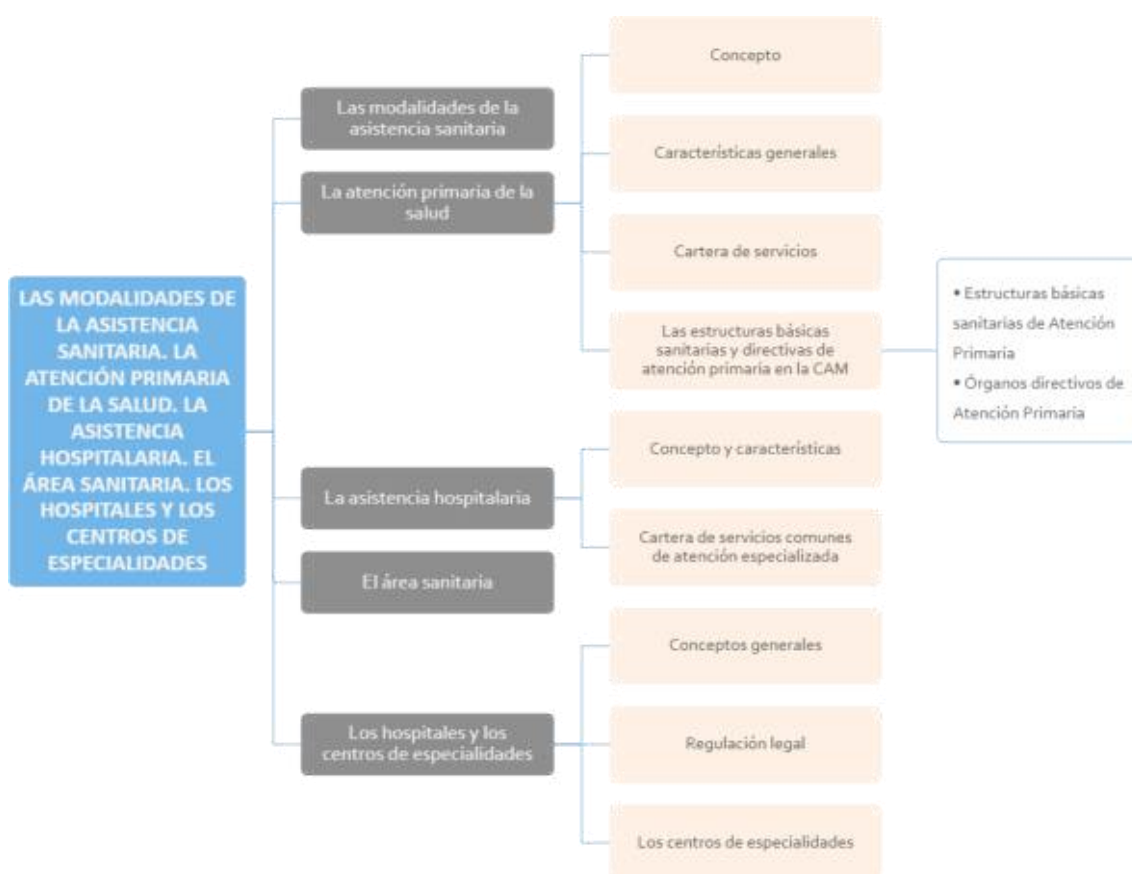 LAS MODALIDADES DE
LA ASISTENCIA
SANITARIA. LA
ATENCIÓN PRIMARIA
DE LA SALUD. LA
ASISTENCIA
HOSPITALARIA. EL
ÁREA SANITARIA. LOS
HOSPITALES Y LOS
CENTROS DE
ESPECIALIDADES
Las modalidades de la
asistencia sanitaria
La atención primaria de la
salud
Concepto
Características generales
Cartera de servicios
Las estructuras básicas
sanitarias y directivas de
atención primaria en la CAM
• Estructuras básicas
sanitarias de Atención
Primaria
• Órganos directivos de
Atención Primaria
La asistencia hospitalaria
Concepto y características
Cartera de servicios comunes
de atención especializada
El área sanitaria
Los hospitales y los
centros de especialidades
Conceptos generales
Regulación legal
Los centros de especialidades